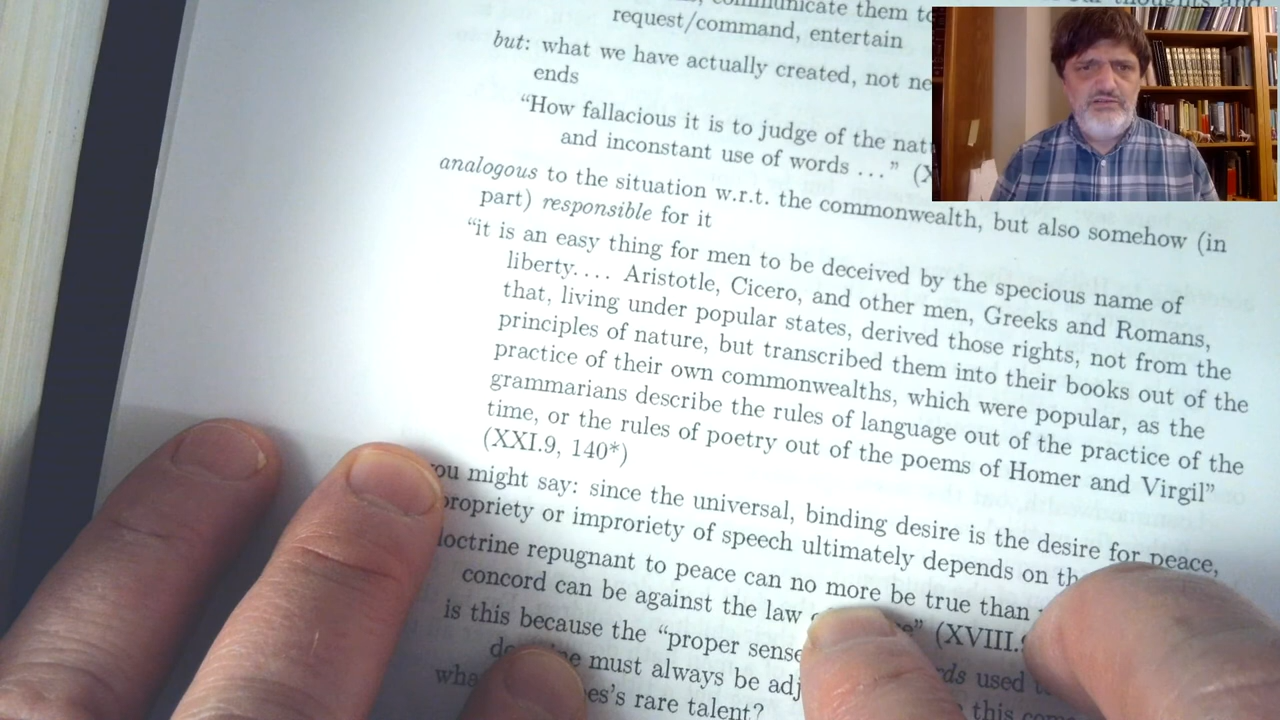 communicate them to
request/command, entertain
but: what we have actually created, not ne
ends
“How fallacious it is to judge of the nat
and inconstant use of words ...” (X
analogous to the situation w.r.t. the commonwealth, but also somehow (in
part) responsible for it
“it is an easy thing for men to be deceived by the specious name of
liberty.... Aristotle, Cicero, and other men, Greeks and Romans,
that, living under popular states, derived those rights, not from the
principles of nature, but transcribed them into their books out of the
practice of their own commonwealths, which were popular, as the
grammarians describe the rules of language out of the practice of the
time, or the rules of poetry out of the poems of Homer and Virgil”
(XXI.9, 140*)
you might say: since the universal, binding desire is the desire for peace,
propriety or improriety of speech ultimately depends on th
doctrine repugnant to peace can no more be true than
concord can be against the law (XVIII.
is this because the “proper sense used
must always be adj this
rare talent?